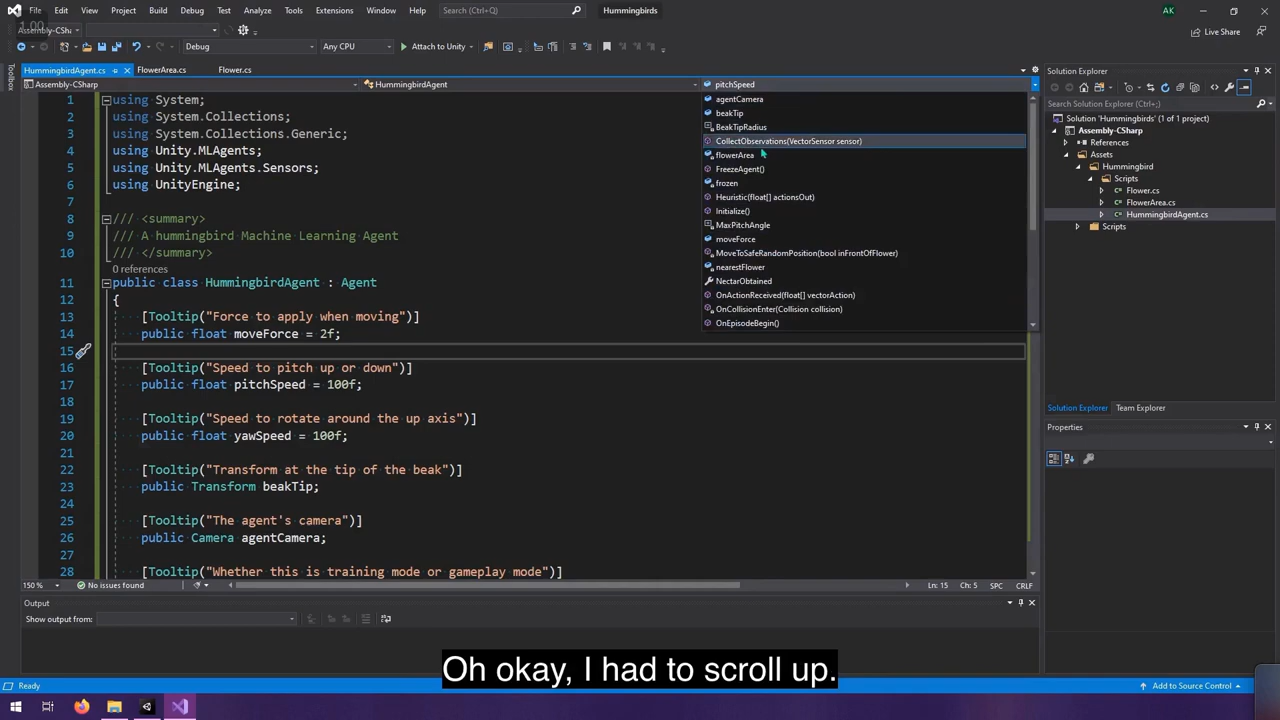 File Edit View Project Build Debug Test Analyze Tools Extensions Window Help Search (Ctrl+Q) Hummingbirds AK
1.00
Assembly-CSha
Debug Any CPU Attach to Unity Live Share
Toolbox
HummingbirdAgent.cs FlowerArea.cs Flower.cs
Assembly-CSharp HummingbirdAgent pitchSpeed
1 using System;
2 using System.Collections;
3 using System.Collections.Generic;
4 using Unity.MLAgents;
5 using Unity.MLAgents.Sensors;
6 using UnityEngine;
7
8 /// <summary>
9 /// A hummingbird Machine Learning Agent
10 /// </summary>
0 references
11 public class HummingbirdAgent : Agent
12 {
13 [Tooltip("Force to apply when moving")]
14 public float moveForce = 2f;
15
16 [Tooltip("Speed to pitch up or down")]
17 public float pitchSpeed = 100f;
18
19 [Tooltip("Speed to rotate around the up axis")]
20 public float yawSpeed = 100f;
21
22 [Tooltip("Transform at the tip of the beak")]
23 public Transform beakTip;
24
25 [Tooltip("The agent's camera")]
26 public Camera agentCamera;
27
28 [Tooltip("Whether this is training mode or gameplay mode")]
agentCamera
beakTip
BeakTipRadius
CollectObservations(VectorSensor sensor)
flowerArea
FreezeAgent()
frozen
Heuristic(float[] actionsOut)
Initialize()
MaxPitchAngle
moveForce
MoveToSafeRandomPosition(bool inFrontOfFlower)
nearestFlower
NectarObtained
OnActionReceived(float[] vectorAction)
OnCollisionEnter(Collision collision)
OnEpisodeBegin()
Solution Explorer
Search Solution Explorer (Ctrl+;)
Solution 'Hummingbirds' (1 of 1 project)
Assembly-CSharp
References
Assets
Hummingbird
Scripts
Flower.cs
FlowerArea.cs
HummingbirdAgent.cs
Scripts
Solution Explorer Team Explorer
Properties
150 % No issues found Ln: 15 Ch: 5 SPC CRLF
Output
Show output from:
Oh okay, I had to scroll up.
Ready Add to Source Control